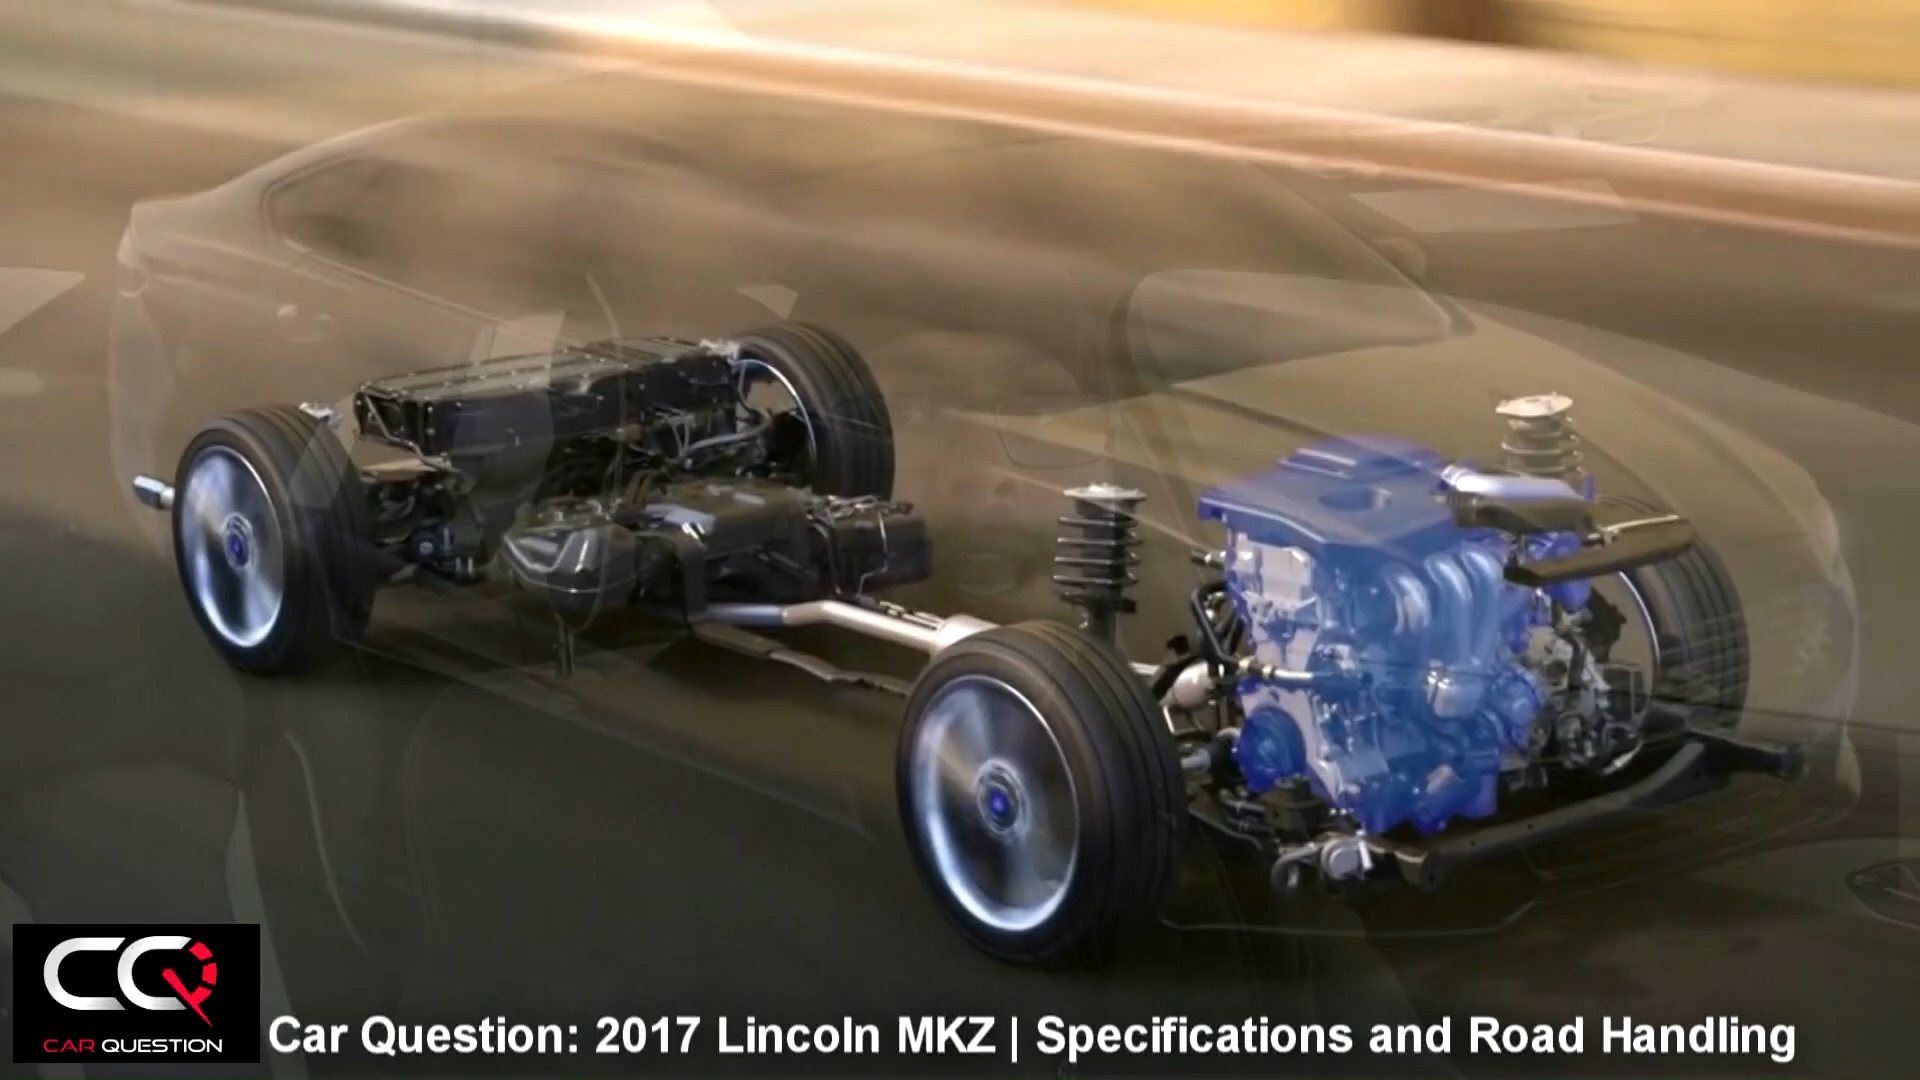 CQ
CAR QUESTION
Car Question: 2017 Lincoln MKZ | Specifications and Road Handling